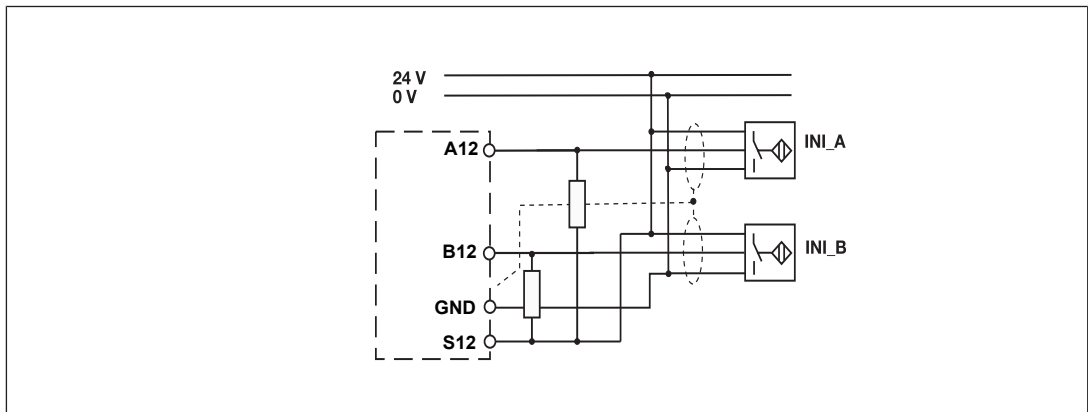 24 V
0 V
A12
INI_A
B12
INI_B
GND
S12